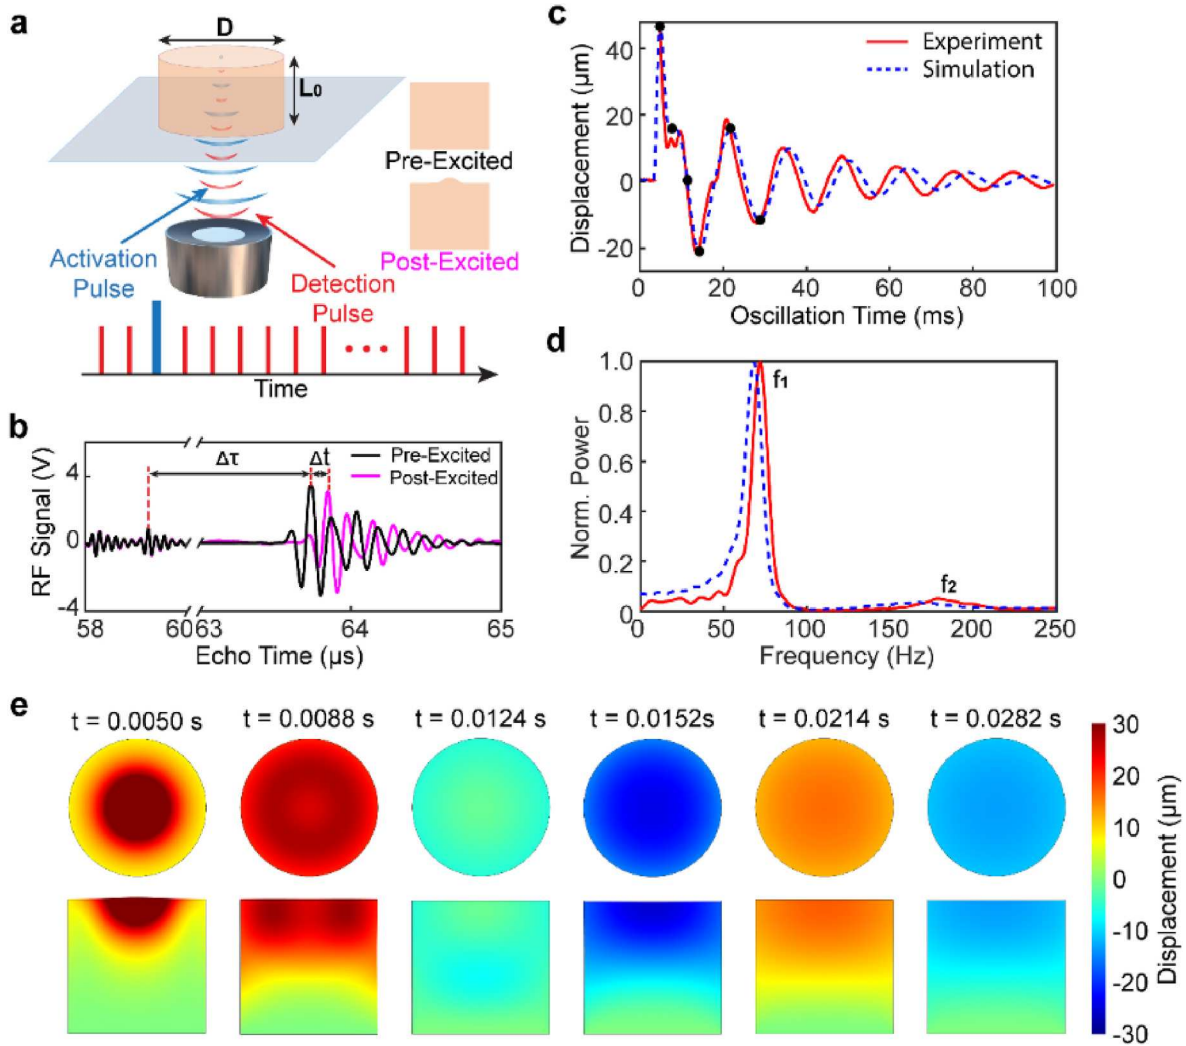 a
D
L₀
Pre-Excited
Post-Excited
Activation
Pulse
Detection
Pulse
Time
b
RF Signal (V)
4
0
−4
Δτ
Δt
Pre-Excited
Post-Excited
58
60
63
64
65
Echo Time (µs)
c
Displacement (µm)
40
20
0
-20
Experiment
Simulation
0 20 40 60 80 100
Oscillation Time (ms)
d
Norm. Power
1.0
0.8
0.6
0.4
0.2
0
f₁
f₂
0 50 100 150 200 250
Frequency (Hz)
e
t = 0.0050 s t = 0.0088 s t = 0.0124 s t = 0.0152s t = 0.0214 s t = 0.0282 s
30
20
10
0
-10
-20
-30
Displacement (µm)